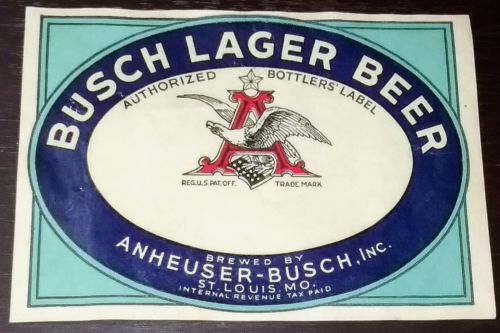 BUSCH LAGER BEER
AUTHORIZED BOTTLERS' LABEL
A
REG.U.S.PAT.OFF. TRADE MARK
BREWED BY
ANHEUSER-BUSCH, INC.
ST. LOUIS, MO.
INTERNAL REVENUE TAX PAID